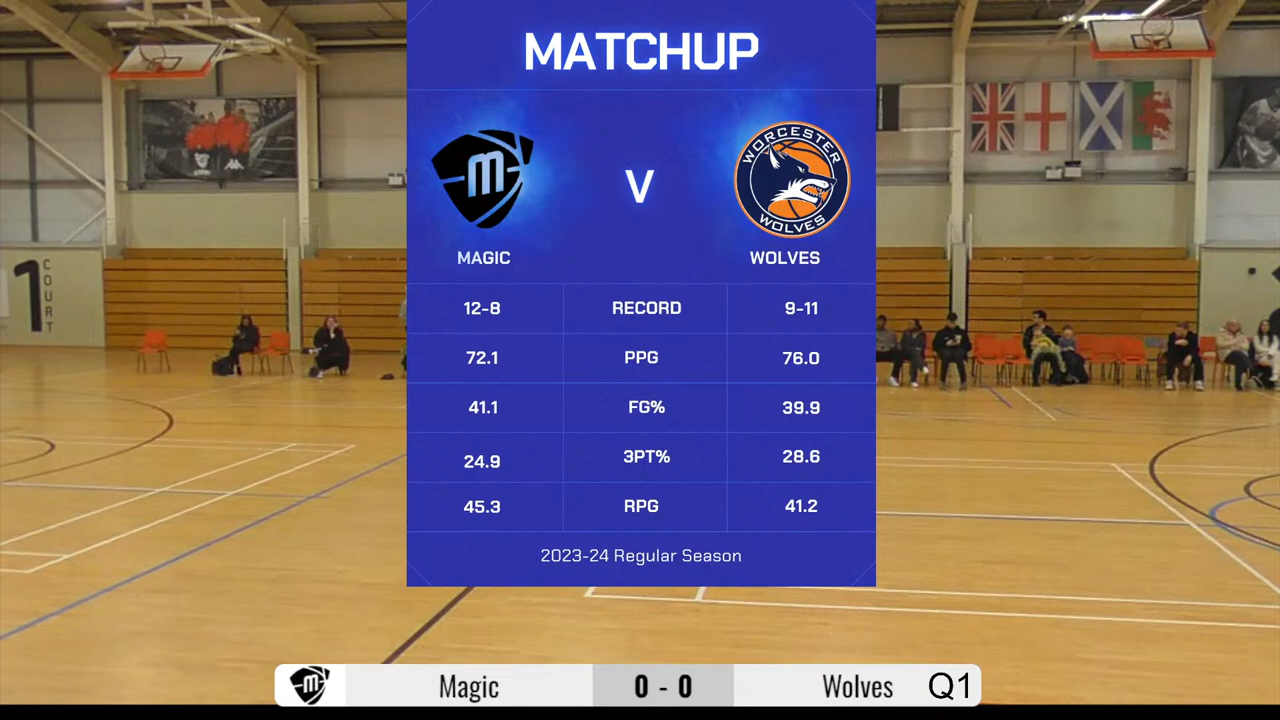 MATCHUP
M
V
WORCESTER
WOLVES
MAGIC
WOLVES
12-8 RECORD 9-11
72.1 PPG 76.0
41.1 FG% 39.9
24.9 3PT% 28.6
45.3 RPG 41.2
2023-24 Regular Season
1
COURT
M Magic 0 - 0 Wolves Q1